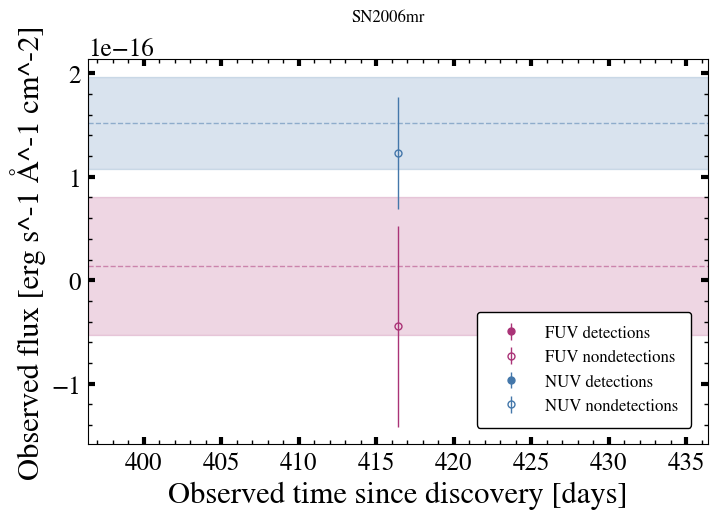 SN2006mr
1e−16
2
1
0
−1
Observed flux [erg s^-1 Å^-1 cm^-2]
FUV detections
FUV nondetections
NUV detections
NUV nondetections
400 405 410 415 420 425 430 435
Observed time since discovery [days]